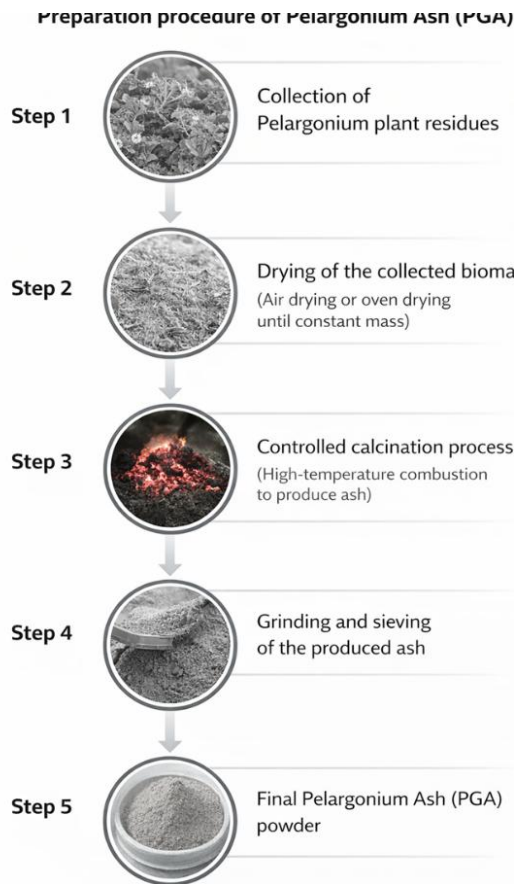 Preparation procedure of Pelargonium Ash (PGA)
Step 1
Collection of
Pelargonium plant residues
Step 2
Drying of the collected bioma
(Air drying or oven drying
until constant mass)
Step 3
Controlled calcination process
(High-temperature combustion
to produce ash)
Step 4
Grinding and sieving
of the produced ash
Step 5
Final Pelargonium Ash (PGA)
powder